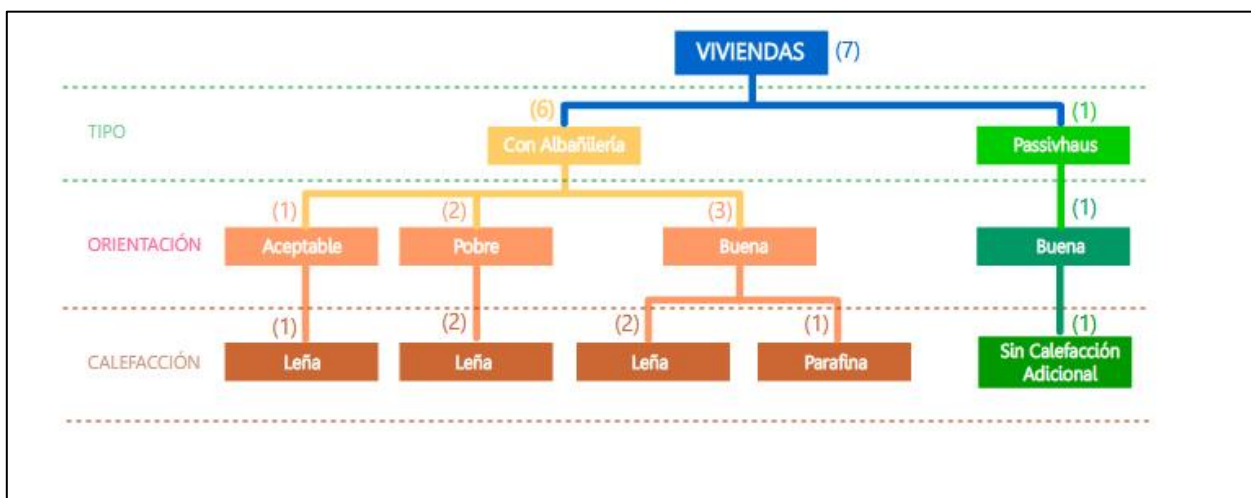 VIVIENDAS (7)
(6) (1)
TIPO Con Albañilería Passivhaus
(1) (2) (3) (1)
ORIENTACIÓN Aceptable Pobre Buena Buena
(1) (2) (2) (1) (1)
CALEFACCIÓN Leña Leña Leña Parafina Sin Calefacción
Adicional